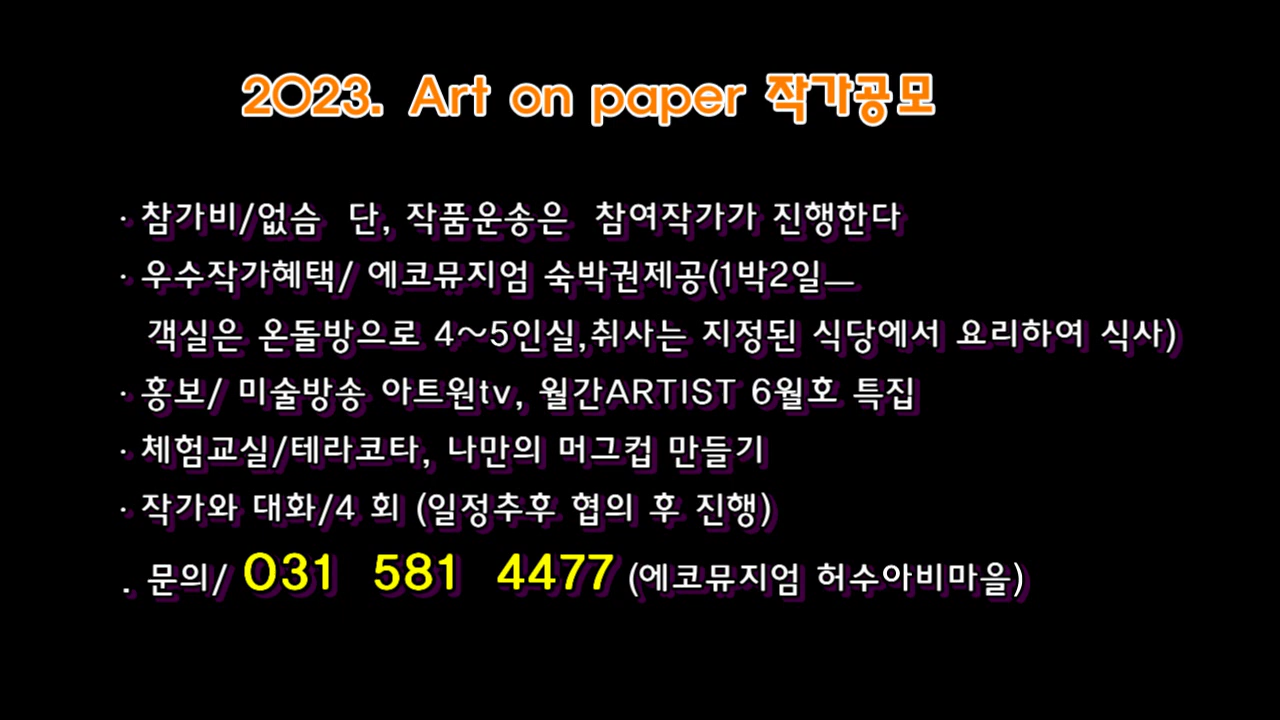 2023. Art on paper 작가공모
· 참가비/없슴 단, 작품운송은 참여작가가 진행한다
· 우수작가혜택/ 에코뮤지엄 숙박권제공(1박2일ㅡ
객실은 온돌방으로 4~5인실,취사는 지정된 식당에서 요리하여 식사)
· 홍보/ 미술방송 아트원tv, 월간ARTIST 6월호 특집
· 체험교실/테라코타, 나만의 머그컵 만들기
· 작가와 대화/4 회 (일정추후 협의 후 진행)
. 문의/ 031 581 4477 (에코뮤지엄 허수아비마을)